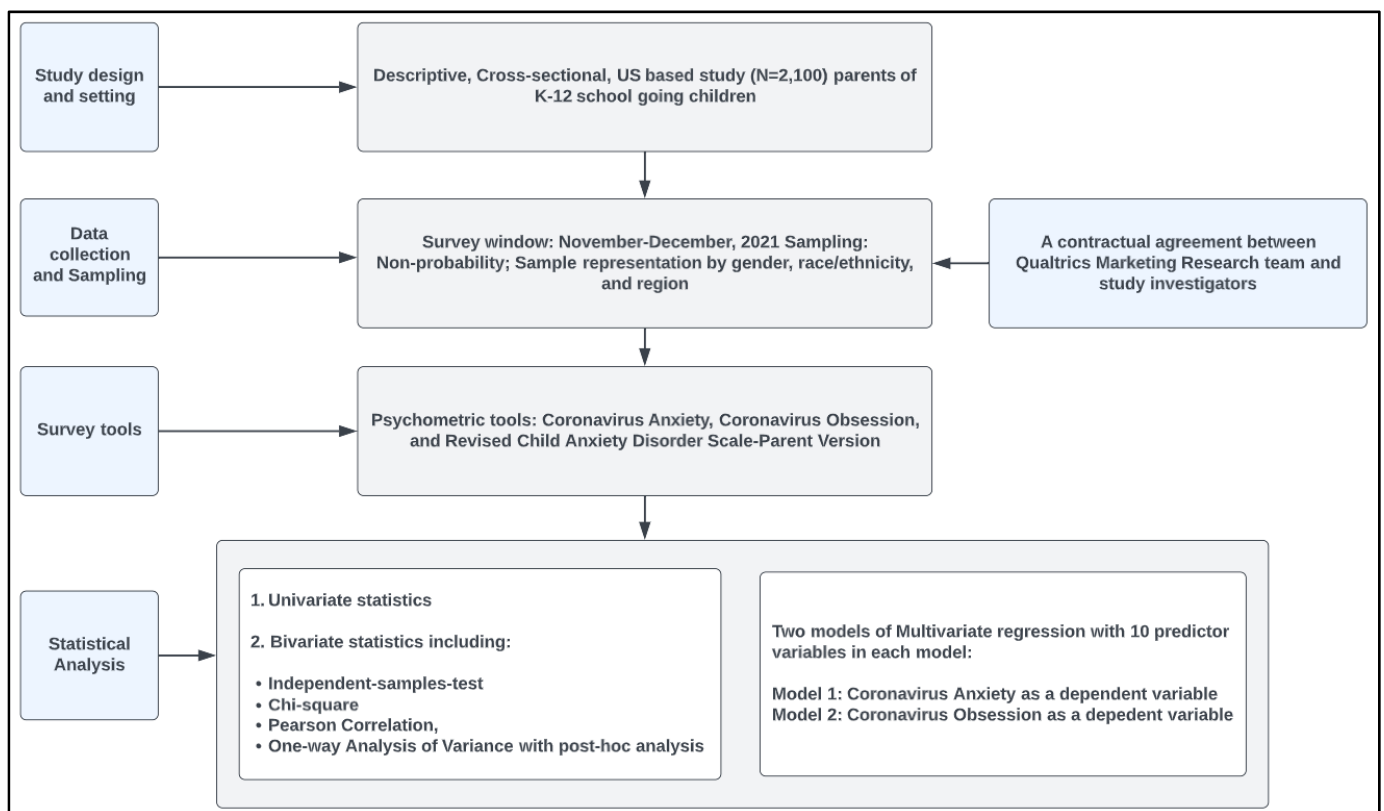 Study design
and setting
Descriptive, Cross-sectional, US based study (N=2,100) parents of
K-12 school going children
Data
collection
and Sampling
Survey window: November-December, 2021 Sampling:
Non-probability; Sample representation by gender, race/ethnicity,
and region
A contractual agreement between
Qualtrics Marketing Research team and
study investigators
Survey tools
Psychometric tools: Coronavirus Anxiety, Coronavirus Obsession,
and Revised Child Anxiety Disorder Scale-Parent Version
Statistical
Analysis
1. Univariate statistics
2. Bivariate statistics including:
• Independent-samples-test
• Chi-square
• Pearson Correlation,
• One-way Analysis of Variance with post-hoc analysis
Two models of Multivariate regression with 10 predictor
variables in each model:
Model 1: Coronavirus Anxiety as a dependent variable
Model 2: Coronavirus Obsession as a depedent variable